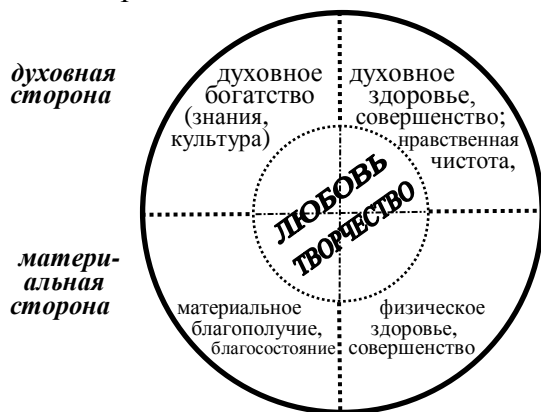 духовная
сторона
духовное
богатство
(знания,
культура)
духовное
здоровье,
совершенство;
нравственная
чистота,
ЛЮБОВЬ
ТВОРЧЕСТВО
матери-
альная
сторона
материальное
благополучие,
благосостояние
физическое
здоровье,
совершенство